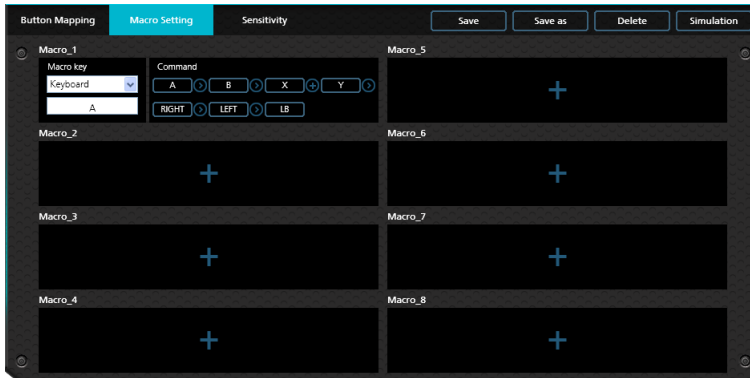 Button Mapping Macro Setting Sensitivity Save Save as Delete Simulation
Macro_1
Macro key Command
Keyboard A B X Y
A RIGHT LEFT LB
Macro_2
Macro_3
Macro_4
Macro_5
Macro_6
Macro_7
Macro_8